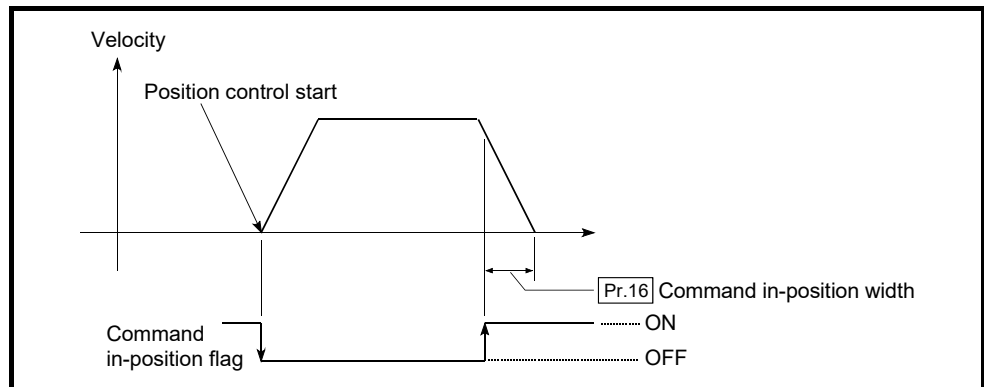 Velocity
Position control start
Pr.16 Command in-position width
Command
in-position flag
ON
OFF